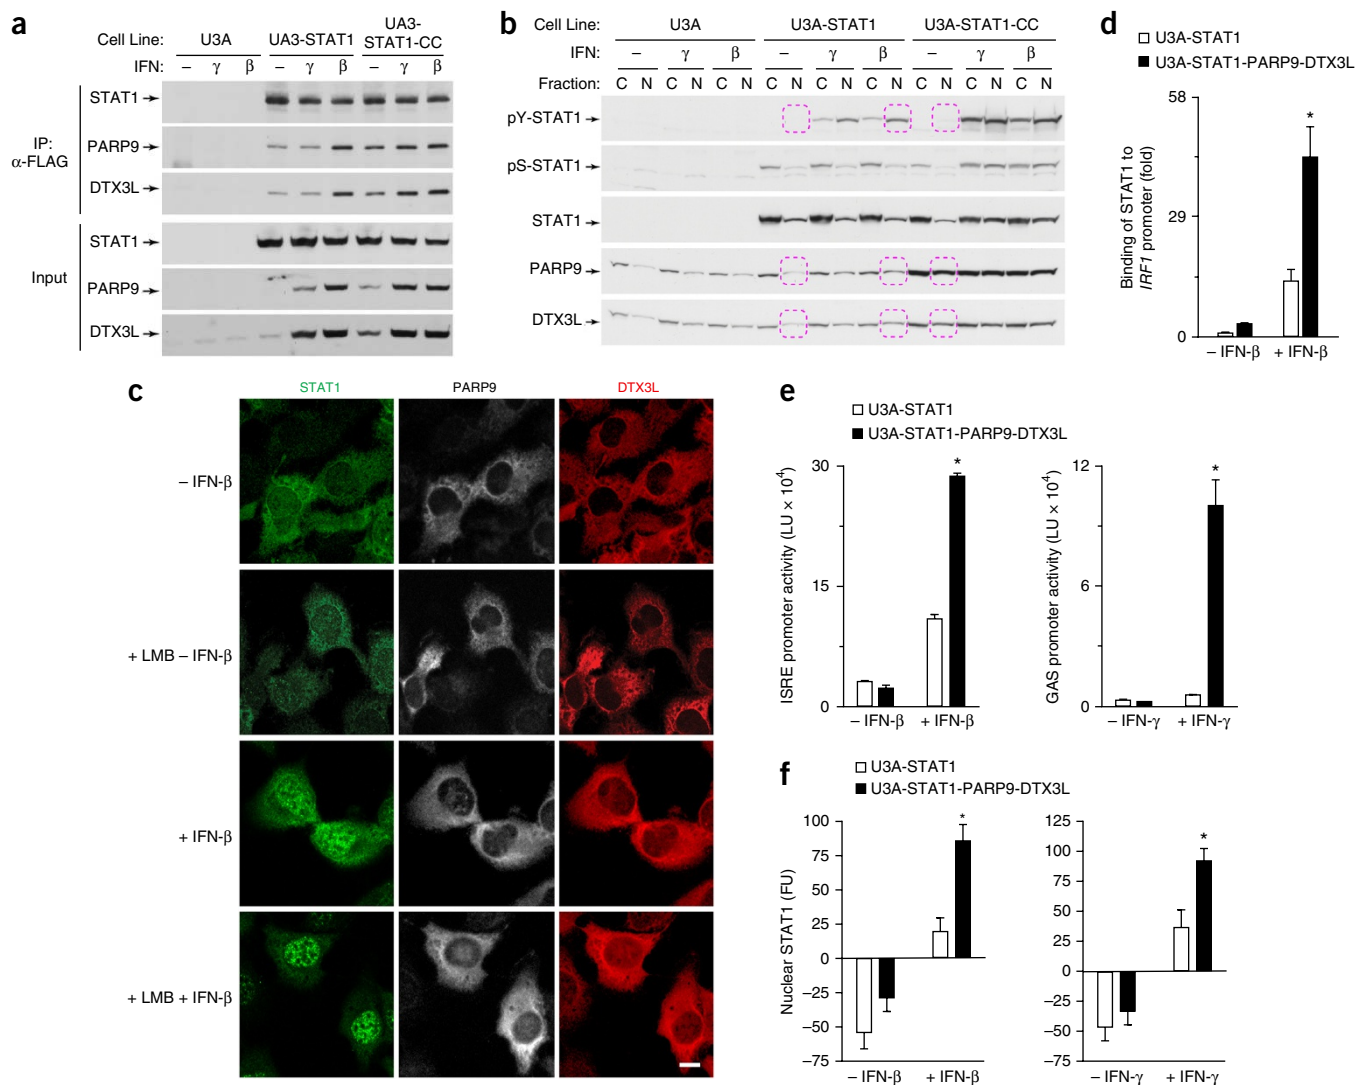 a
Cell Line: U3A UA3-STAT1 UA3-STAT1-CC
IFN: – γ β – γ β – γ β
IP: α-FLAG
STAT1
PARP9
DTX3L
Input
STAT1
PARP9
DTX3L
b
Cell Line: U3A U3A-STAT1 U3A-STAT1-CC
IFN: – γ β – γ β – γ β
Fraction: C N C N C N C N C N C N C N C N C N
pY-STAT1
pS-STAT1
STAT1
PARP9
DTX3L
c
STAT1 PARP9 DTX3L
– IFN-β
+ LMB – IFN-β
+ IFN-β
+ LMB + IFN-β
d
U3A-STAT1
U3A-STAT1-PARP9-DTX3L
Binding of STAT1 to
IRF1 promoter (fold)
58
29
0
*
– IFN-β + IFN-β
e
U3A-STAT1
U3A-STAT1-PARP9-DTX3L
ISRE promoter activity (LU × 10⁴)
30
15
0
*
– IFN-β + IFN-β
GAS promoter activity (LU × 10⁴)
12
6
0
*
– IFN-γ + IFN-γ
f
U3A-STAT1
U3A-STAT1-PARP9-DTX3L
Nuclear STAT1 (FU)
100
75
50
25
0
–25
–50
–75
*
– IFN-β + IFN-β
125
100
75
50
25
0
–25
–50
–75
*
– IFN-γ + IFN-γ